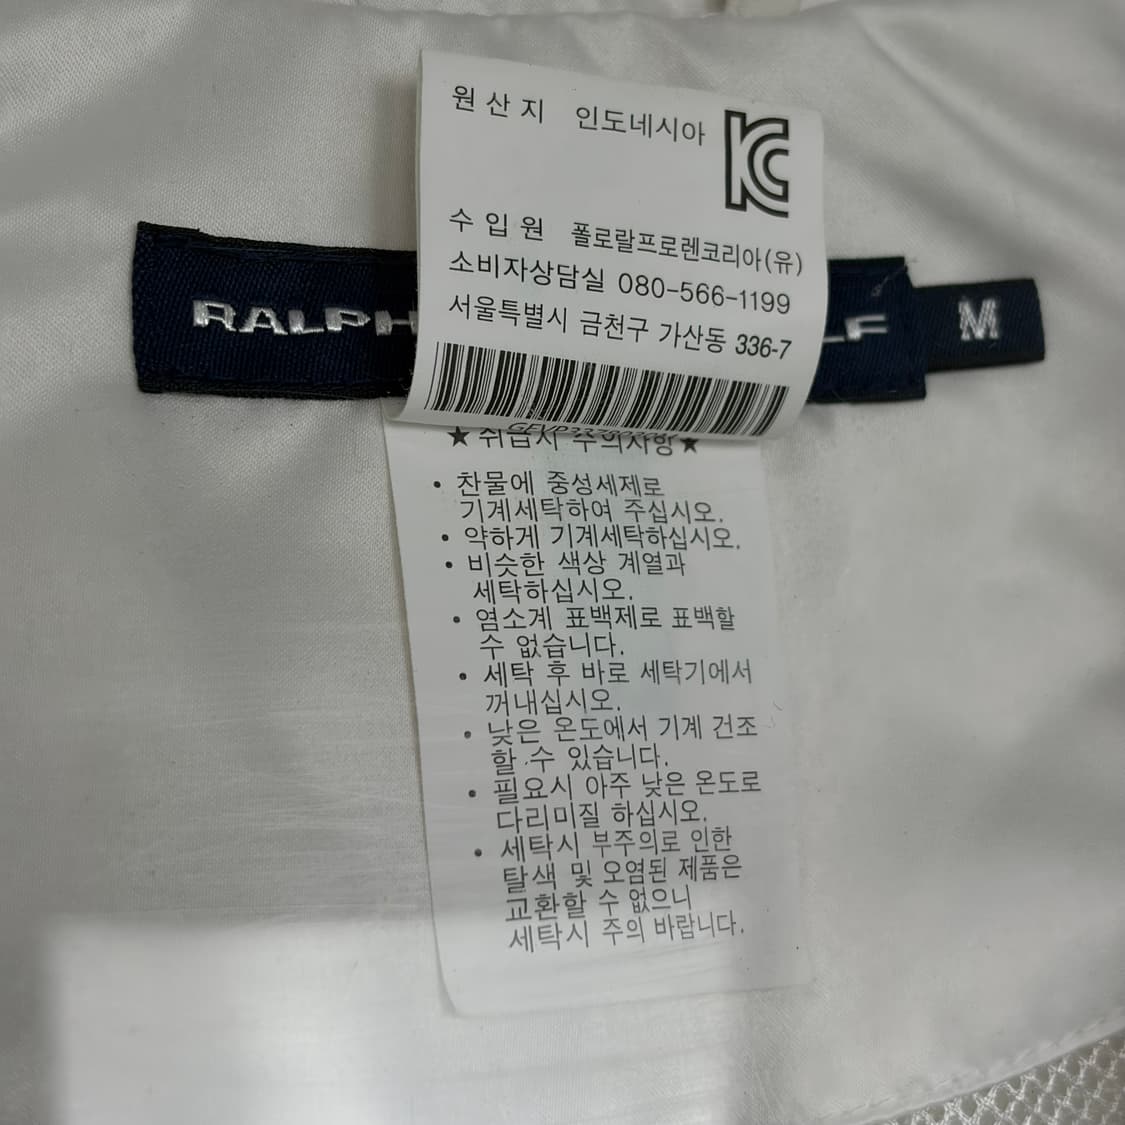 원산지 인도네시아
KC
수입원 폴로랄프로렌코리아(유)
소비자상담실 080-566-1199
서울특별시 금천구 가산동 336-7
RALPH
LF
M
★ 취급시 주의사항 ★
• 찬물에 중성세제로
기계세탁하여 주십시오.
• 약하게 기계세탁하십시오.
• 비슷한 색상 계열과
세탁하십시오.
• 염소계 표백제로 표백할
수 없습니다.
• 세탁 후 바로 세탁기에서
꺼내십시오.
• 낮은 온도에서 기계 건조
할 수 있습니다.
• 필요시 아주 낮은 온도로
다리미질 하십시오.
• 세탁시 부주의로 인한
탈색 및 오염된 제품은
교환할 수 없으니
세탁시 주의 바랍니다.